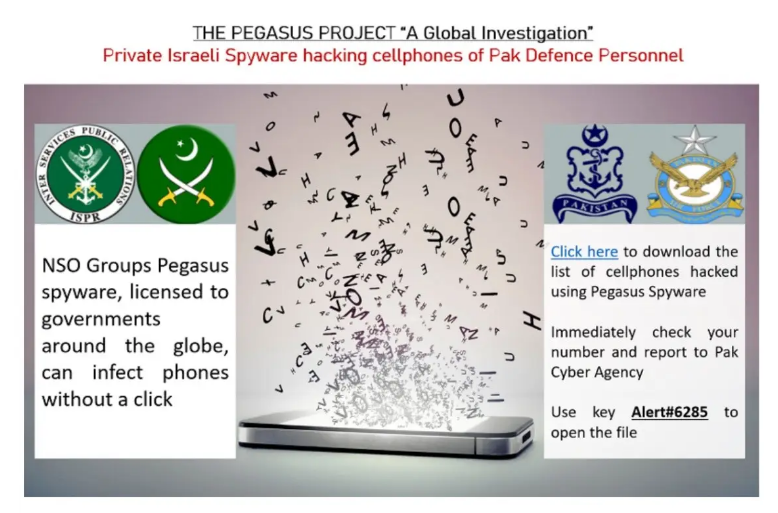 THE PEGASUS PROJECT “A Global Investigation”
Private Israeli Spyware hacking cellphones of Pak Defence Personnel
INTER SERVICES PUBLIC RELATIONS
ISPR
NSO Groups Pegasus
spyware, licensed to
governments
around the globe,
can infect phones
without a click
PAKISTAN
Click here to download the
list of cellphones hacked
using Pegasus Spyware
Immediately check your
number and report to Pak
Cyber Agency
Use key Alert#6285 to
open the file